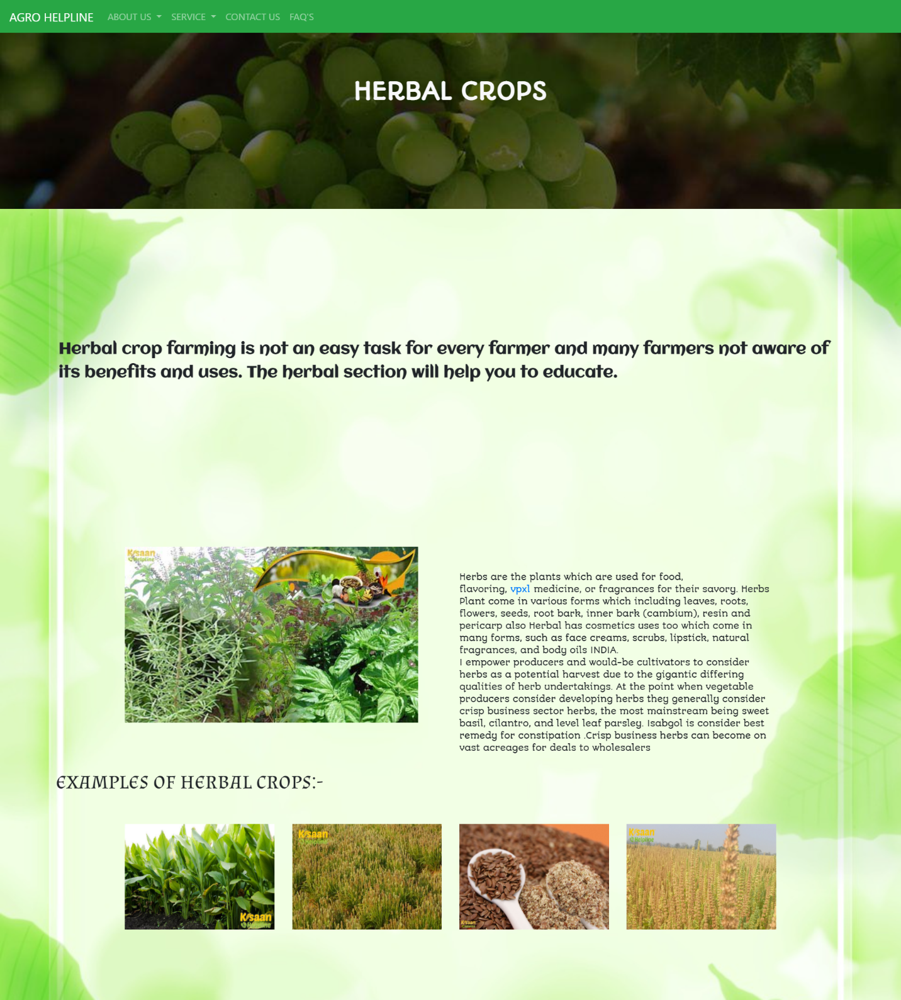 AGRO HELPLINE ABOUT US SERVICE CONTACT US FAQ'S
HERBAL CROPS
Herbal crop farming is not an easy task for every farmer and many farmers not aware of
its benefits and uses. The herbal section will help you to educate.
Kisaan
Helpline
Herbs are the plants which are used for food,
flavoring, vpxl medicine, or fragrances for their savory. Herbs
Plant come in various forms which including leaves, roots,
flowers, seeds, root bark, inner bark (cambium), resin and
pericarp also Herbal has cosmetics uses too which come in
many forms, such as face creams, scrubs, lipstick, natural
fragrances, and body oils INDIA.
I empower producers and would-be cultivators to consider
herbs as a potential harvest due to the gigantic differing
qualities of herb undertakings. At the point when vegetable
producers consider developing herbs they generally consider
crisp business sector herbs, the most mainstream being sweet
basil, cilantro, and level leaf parsley. Isabgol is consider best
remedy for constipation .Crisp business herbs can become on
vast acreages for deals to wholesalers
EXAMPLES OF HERBAL CROPS:-
Kisaan
Helpline
Kisaan
Helpline
Kisaan
Helpline
Kisaan
Helpline